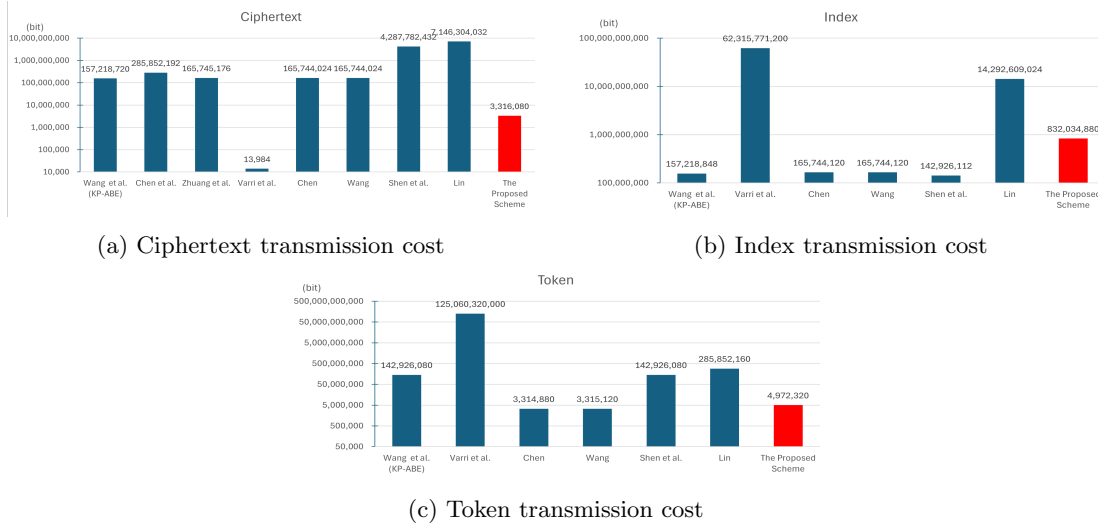 Ciphertext
(bit)
10,000,000,000
1,000,000,000
100,000,000
10,000,000
1,000,000
100,000
10,000
157,218,720
285,852,192
165,745,176
13,984
165,744,024
165,744,024
4,287,782,432
7,146,304,032
3,316,080
Wang et al. (KP-ABE)
Chen et al.
Zhuang et al.
Varri et al.
Chen
Wang
Shen et al.
Lin
The Proposed Scheme
(a) Ciphertext transmission cost
Index
(bit)
100,000,000,000
10,000,000,000
1,000,000,000
100,000,000
157,218,848
62,315,771,200
165,744,120
165,744,120
142,926,112
14,292,609,024
832,034,880
Wang et al. (KP-ABE)
Varri et al.
Chen
Wang
Shen et al.
Lin
The Proposed Scheme
(b) Index transmission cost
Token
(bit)
500,000,000,000
50,000,000,000
5,000,000,000
500,000,000
50,000,000
5,000,000
500,000
50,000
142,926,080
125,060,320,000
3,314,880
3,315,120
142,926,080
285,852,160
4,972,320
Wang et al. (KP-ABE)
Varri et al.
Chen
Wang
Shen et al.
Lin
The Proposed Scheme
(c) Token transmission cost